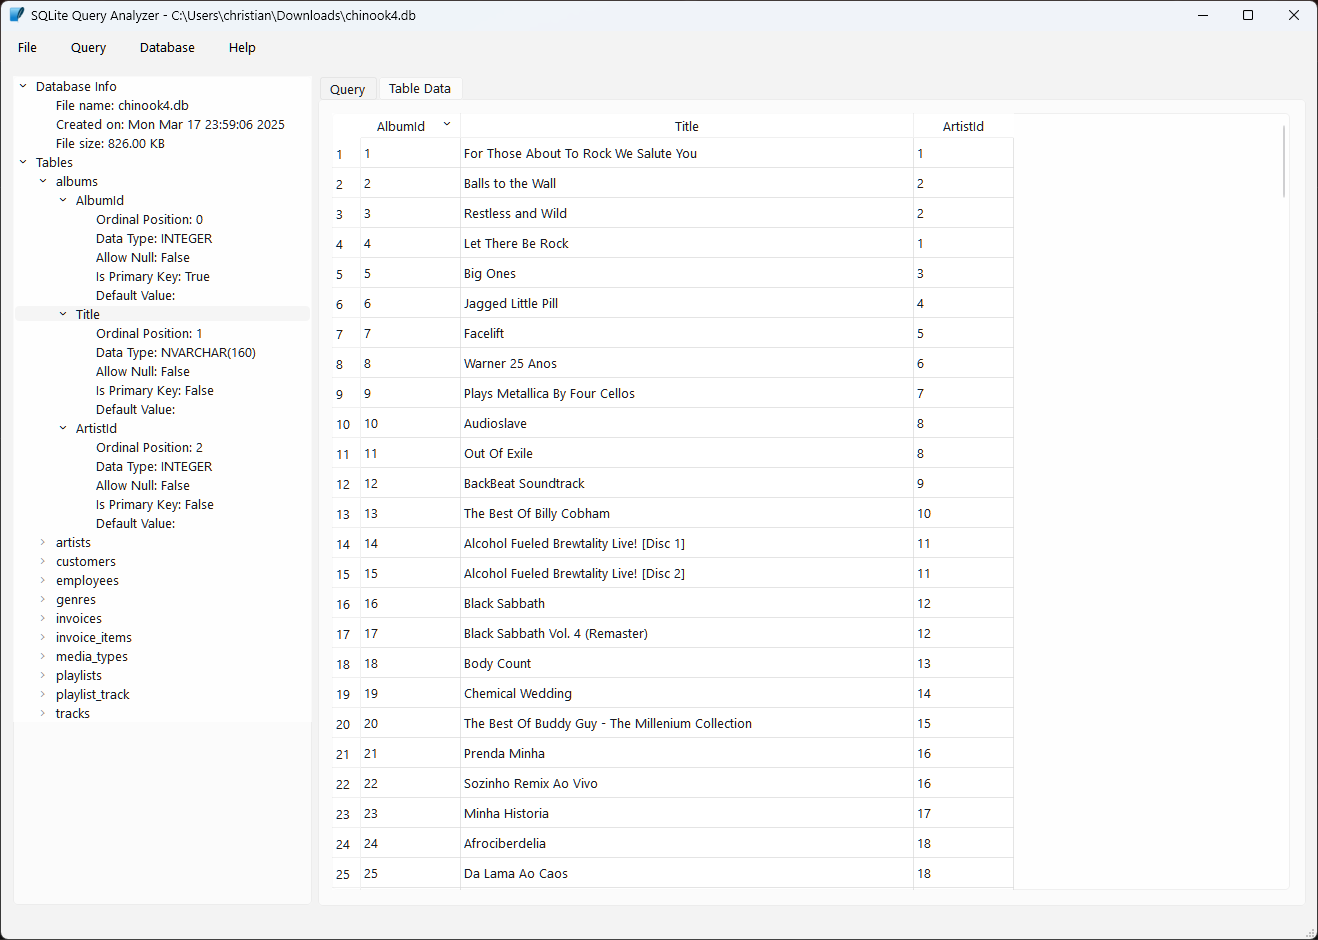 SQLite Query Analyzer - C:\Users\christian\Downloads\chinook4.db
File Query Database Help
Database Info
File name: chinook4.db
Created on: Mon Mar 17 23:59:06 2025
File size: 826.00 KB
Tables
albums
AlbumId
Ordinal Position: 0
Data Type: INTEGER
Allow Null: False
Is Primary Key: True
Default Value:
Title
Ordinal Position: 1
Data Type: NVARCHAR(160)
Allow Null: False
Is Primary Key: False
Default Value:
ArtistId
Ordinal Position: 2
Data Type: INTEGER
Allow Null: False
Is Primary Key: False
Default Value:
artists
customers
employees
genres
invoices
invoice_items
media_types
playlists
playlist_track
tracks
Query Table Data
AlbumId Title ArtistId
1 1 For Those About To Rock We Salute You 1
2 2 Balls to the Wall 2
3 3 Restless and Wild 2
4 4 Let There Be Rock 1
5 5 Big Ones 3
6 6 Jagged Little Pill 4
7 7 Facelift 5
8 8 Warner 25 Anos 6
9 9 Plays Metallica By Four Cellos 7
10 10 Audioslave 8
11 11 Out Of Exile 8
12 12 BackBeat Soundtrack 9
13 13 The Best Of Billy Cobham 10
14 14 Alcohol Fueled Brewtality Live! [Disc 1] 11
15 15 Alcohol Fueled Brewtality Live! [Disc 2] 11
16 16 Black Sabbath 12
17 17 Black Sabbath Vol. 4 (Remaster) 12
18 18 Body Count 13
19 19 Chemical Wedding 14
20 20 The Best Of Buddy Guy - The Millenium Collection 15
21 21 Prenda Minha 16
22 22 Sozinho Remix Ao Vivo 16
23 23 Minha Historia 17
24 24 Afrociberdelia 18
25 25 Da Lama Ao Caos 18